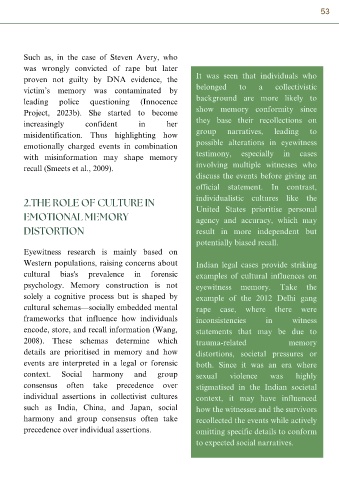 53
Such as, in the case of Steven Avery, who
was wrongly convicted of rape but later
proven not guilty by DNA evidence, the
victim's memory was contaminated by
leading police questioning (Innocence
Project, 2023b). She started to become
increasingly confident in her
misidentification. Thus highlighting how
emotionally charged events in combination
with misinformation may shape memory
recall (Smeets et al., 2009).
2.THE ROLE OF CULTURE IN
EMOTIONAL MEMORY
DISTORTION
Eyewitness research is mainly based on
Western populations, raising concerns about
cultural bias's prevalence in forensic
psychology. Memory construction is not
solely a cognitive process but is shaped by
cultural schemas—socially embedded mental
frameworks that influence how individuals
encode, store, and recall information (Wang,
2008). These schemas determine which
details are prioritised in memory and how
events are interpreted in a legal or forensic
context. Social harmony and group
consensus often take precedence over
individual assertions in collectivist cultures
such as India, China, and Japan, social
harmony and group consensus often take
precedence over individual assertions.
It was seen that individuals who
belonged to a collectivistic
background are more likely to
show memory conformity since
they base their recollections on
group narratives, leading to
possible alterations in eyewitness
testimony, especially in cases
involving multiple witnesses who
discuss the events before giving an
official statement. In contrast,
individualistic cultures like the
United States prioritise personal
agency and accuracy, which may
result in more independent but
potentially biased recall.
Indian legal cases provide striking
examples of cultural influences on
eyewitness memory. Take the
example of the 2012 Delhi gang
rape case, where there were
inconsistencies in witness
statements that may be due to
trauma-related memory
distortions, societal pressures or
both. Since it was an era where
sexual violence was highly
stigmatised in the Indian societal
context, it may have influenced
how the witnesses and the survivors
recollected the events while actively
omitting specific details to conform
to expected social narratives.